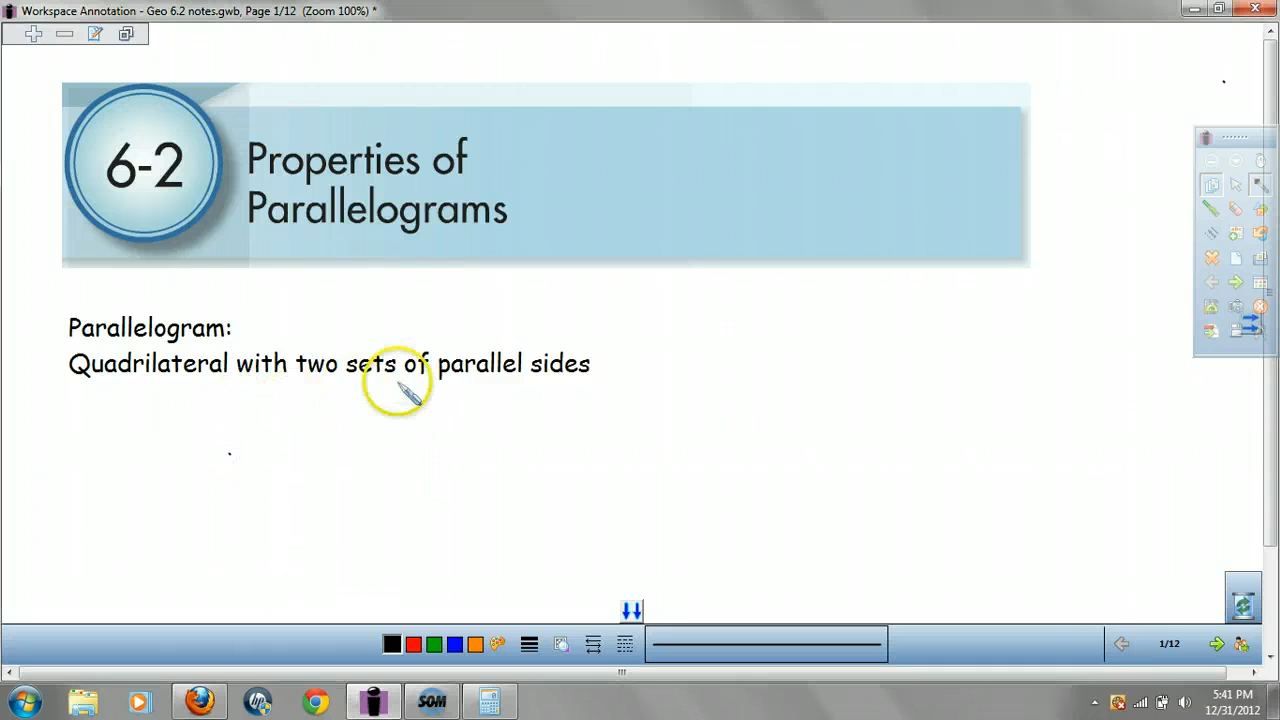 Workspace Annotation - Geo 6.2 notes.gwb, Page 1/12 (Zoom 100%) *
6-2
Properties of
Parallelograms
Parallelogram:
Quadrilateral with two sets of parallel sides
1/12
SOM
5:41 PM
12/31/2012